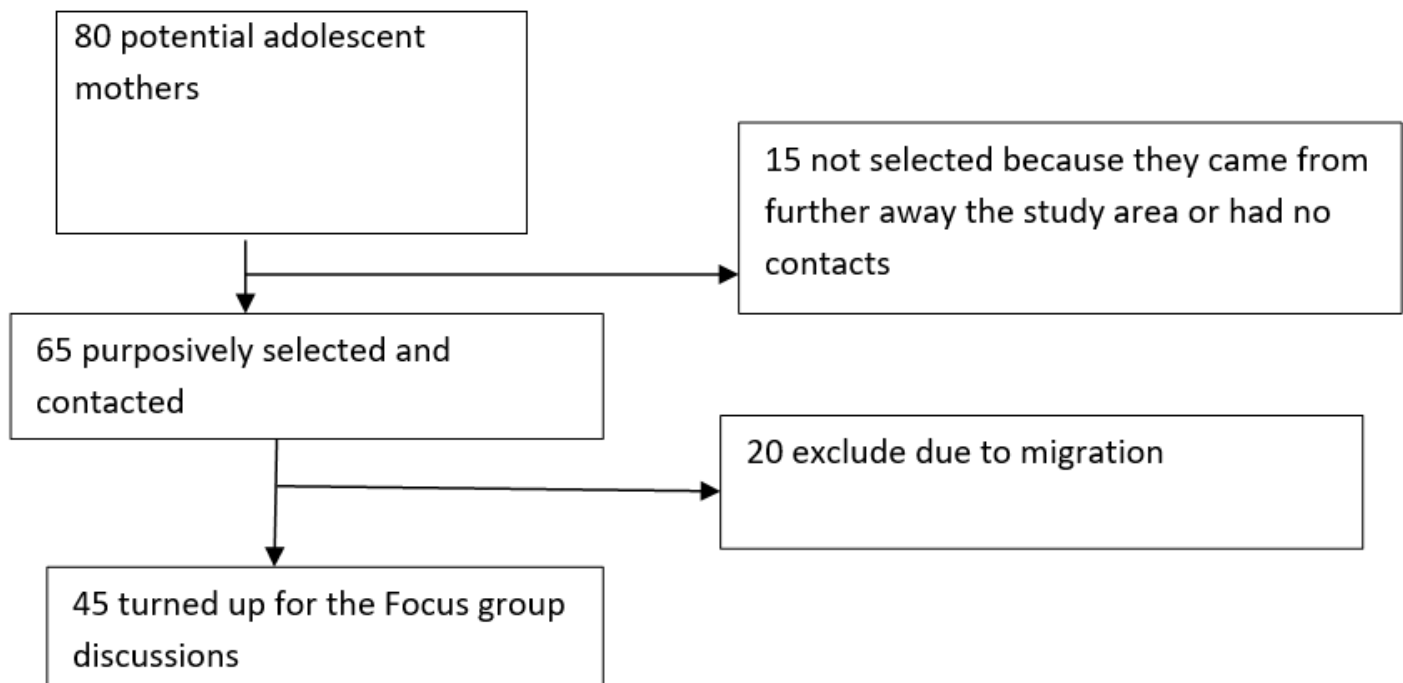 80 potential adolescent
mothers
15 not selected because they came from
further away the study area or had no
contacts
65 purposively selected and
contacted
20 exclude due to migration
45 turned up for the Focus group
discussions